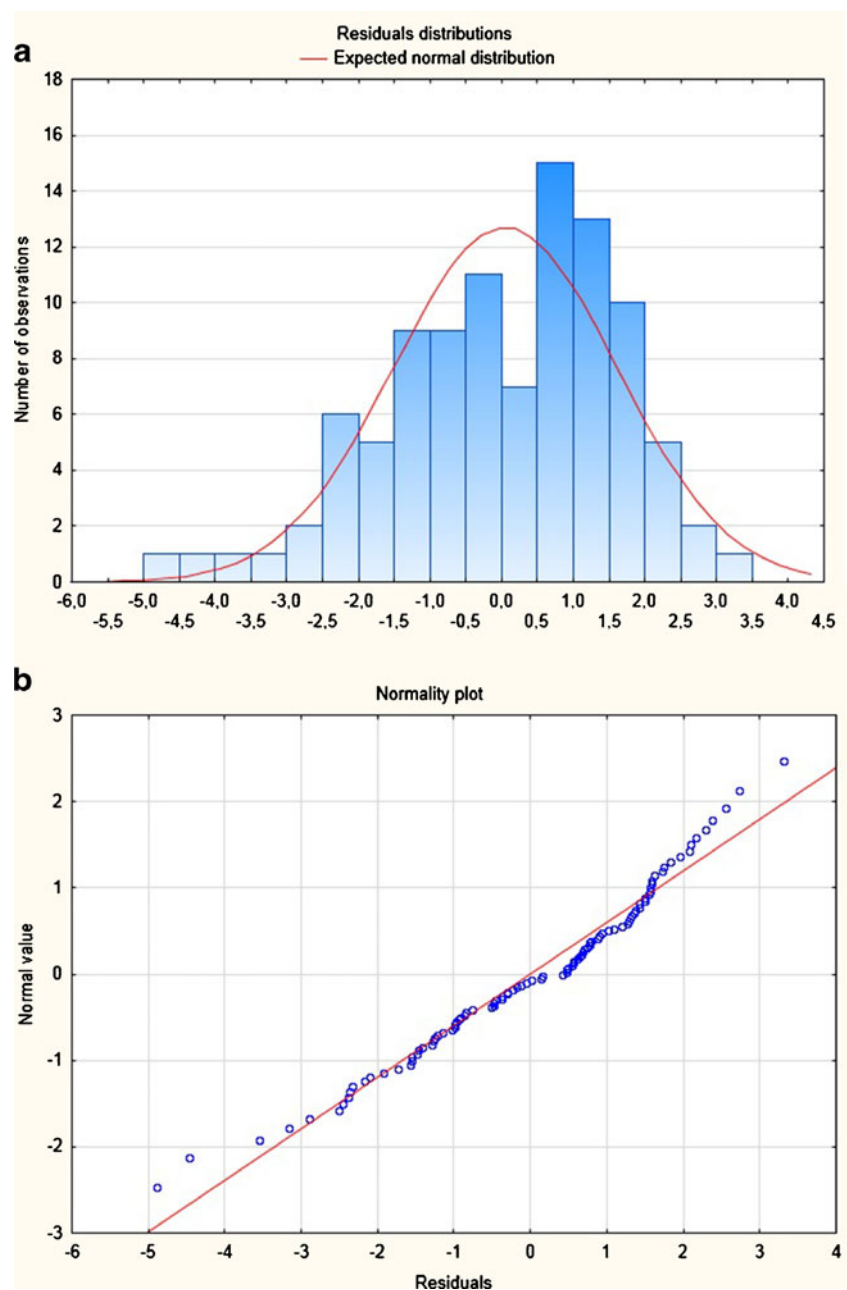 a
Residuals distributions
Expected normal distribution
18
16
14
12
10
8
6
4
2
0
Number of observations
-6,0 -5,0 -4,0 -3,0 -2,0 -1,0 0,0 1,0 2,0 3,0 4,0
-5,5 -4,5 -3,5 -2,5 -1,5 -0,5 0,5 1,5 2,5 3,5 4,5
b
Normality plot
3
2
1
0
-1
-2
-3
Normal value
-6 -5 -4 -3 -2 -1 0 1 2 3 4
Residuals